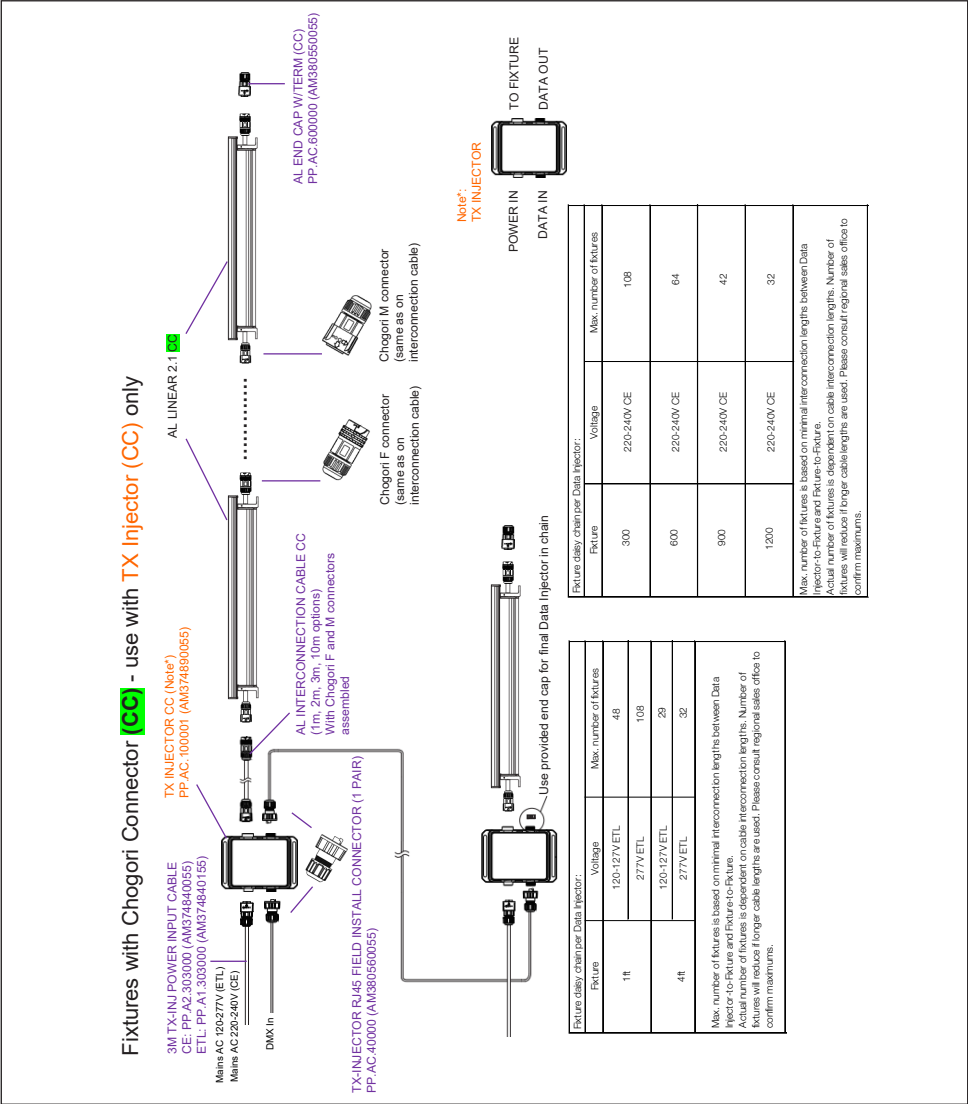 Fixtures with Chogori Connector (CC) - use with TX Injector (CC) only
3M TX-INJ POWER INPUT CABLE
CE: PP.A2.303000 (AM374840055)
ETL: PP.A1.303000 (AM374840155)
Mains AC 120-277V (ETL)
Mains AC 220-240V (CE)
DMX In
TX INJECTOR CC (Note*)
PP.AC.100001 (AM374890055)
AL LINEAR 2.1 CC
AL END CAP W/TERM (CC)
PP.AC.600000 (AM380550055)
AL INTERCONNECTION CABLE CC
(1m, 2m, 3m, 10m options)
With Chogori F and M connectors
assembled
Chogori F connector
(same as on
interconnection cable)
Chogori M connector
(same as on
interconnection cable)
TX-INJECTOR RJ45 FIELD INSTALL CONNECTOR (1 PAIR)
PP.AC.40000 (AM380560055)
Use provided end cap for final Data Injector in chain
Note*:
TX INJECTOR
POWER IN
TO FIXTURE
DATA IN
DATA OUT
Fixture daisy chain per Data Injector:
Fixture Voltage Max. number of fixtures
1ft 120-127V ETL 48
277V ETL 108
4ft 120-127V ETL 29
277V ETL 32
Max. number of fixtures is based on minimal interconnection lengths between Data
Injector-to-Fixture and Fixture-to-Fixture.
Actual number of fixtures is dependent on cable interconnection lengths. Number of
fixtures will reduce if longer cable lengths are used. Please consult regional sales office to
confirm maximums.
Fixture daisy chain per Data Injector:
Fixture Voltage Max. number of fixtures
300 220-240V CE 108
600 220-240V CE 64
900 220-240V CE 42
1200 220-240V CE 32
Max. number of fixtures is based on minimal interconnection lengths between Data
Injector-to-Fixture and Fixture-to-Fixture.
Actual number of fixtures is dependent on cable interconnection lengths. Number of
fixtures will reduce if longer cable lengths are used. Please consult regional sales office to
confirm maximums.